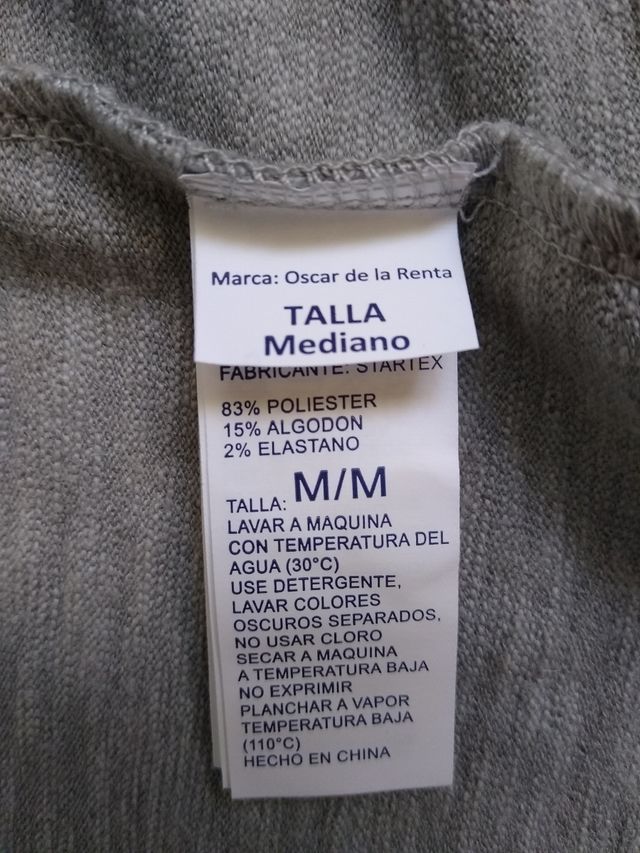 Marca: Oscar de la Renta
TALLA
Mediano
FABRICANTE: STARTEX
83% POLIESTER
15% ALGODON
2% ELASTANO
TALLA: M/M
LAVAR A MAQUINA
CON TEMPERATURA DEL
AGUA (30°C)
USE DETERGENTE,
LAVAR COLORES
OSCUROS SEPARADOS,
NO USAR CLORO
SECAR A MAQUINA
A TEMPERATURA BAJA
NO EXPRIMIR
PLANCHAR A VAPOR
TEMPERATURA BAJA
(110°C)
HECHO EN CHINA